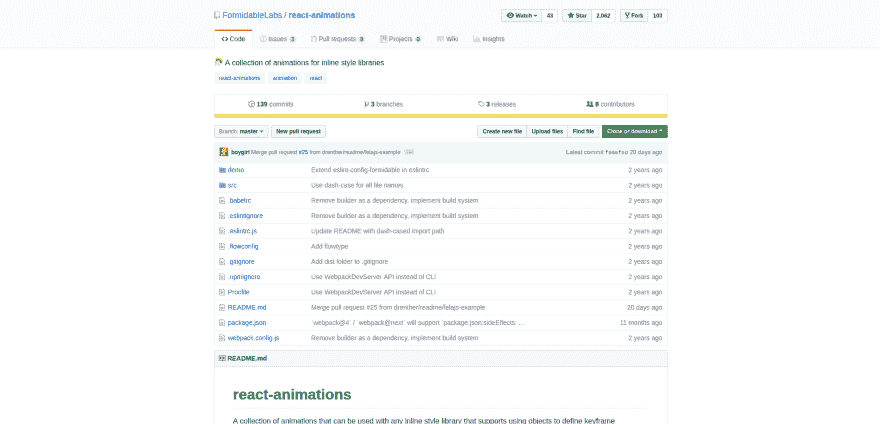 FormidableLabs / react-animations
Watch 43 Star 2,062 Fork 103
Code Issues 3 Pull requests 9 Projects 0 Wiki Insights
A collection of animations for inline style libraries
react-animations animation react
139 commits 3 branches 3 releases 8 contributors
Branch: master New pull request Create new file Upload files Find file Clone or download
boygirl Merge pull request #25 from drenther/readme/felajs-example Latest commit 20 days ago
demo Extend eslint-config-formidable in eslintrc 2 years ago
src Use dash-case for all file names 2 years ago
.babelrc Remove builder as a dependency, implement build system 2 years ago
.eslintignore Remove builder as a dependency, implement build system 2 years ago
.eslintrc.js Update README with dash-cased import path 2 years ago
.flowconfig Add flowtype 2 years ago
.gitignore Add dist folder to .gitignore 2 years ago
.npmignore Use WebpackDevServer API instead of CLI 2 years ago
Procfile Use WebpackDevServer API instead of CLI 2 years ago
README.md Merge pull request #25 from drenther/readme/felajs-example 20 days ago
package.json `webpack@4` / `webpack@next` will support `package.json:sideEffects: ... 11 months ago
webpack.config.js Remove builder as a dependency, implement build system 2 years ago
README.md
react-animations
A collection of animations that can be used with any inline style library that supports using objects to define keyframe